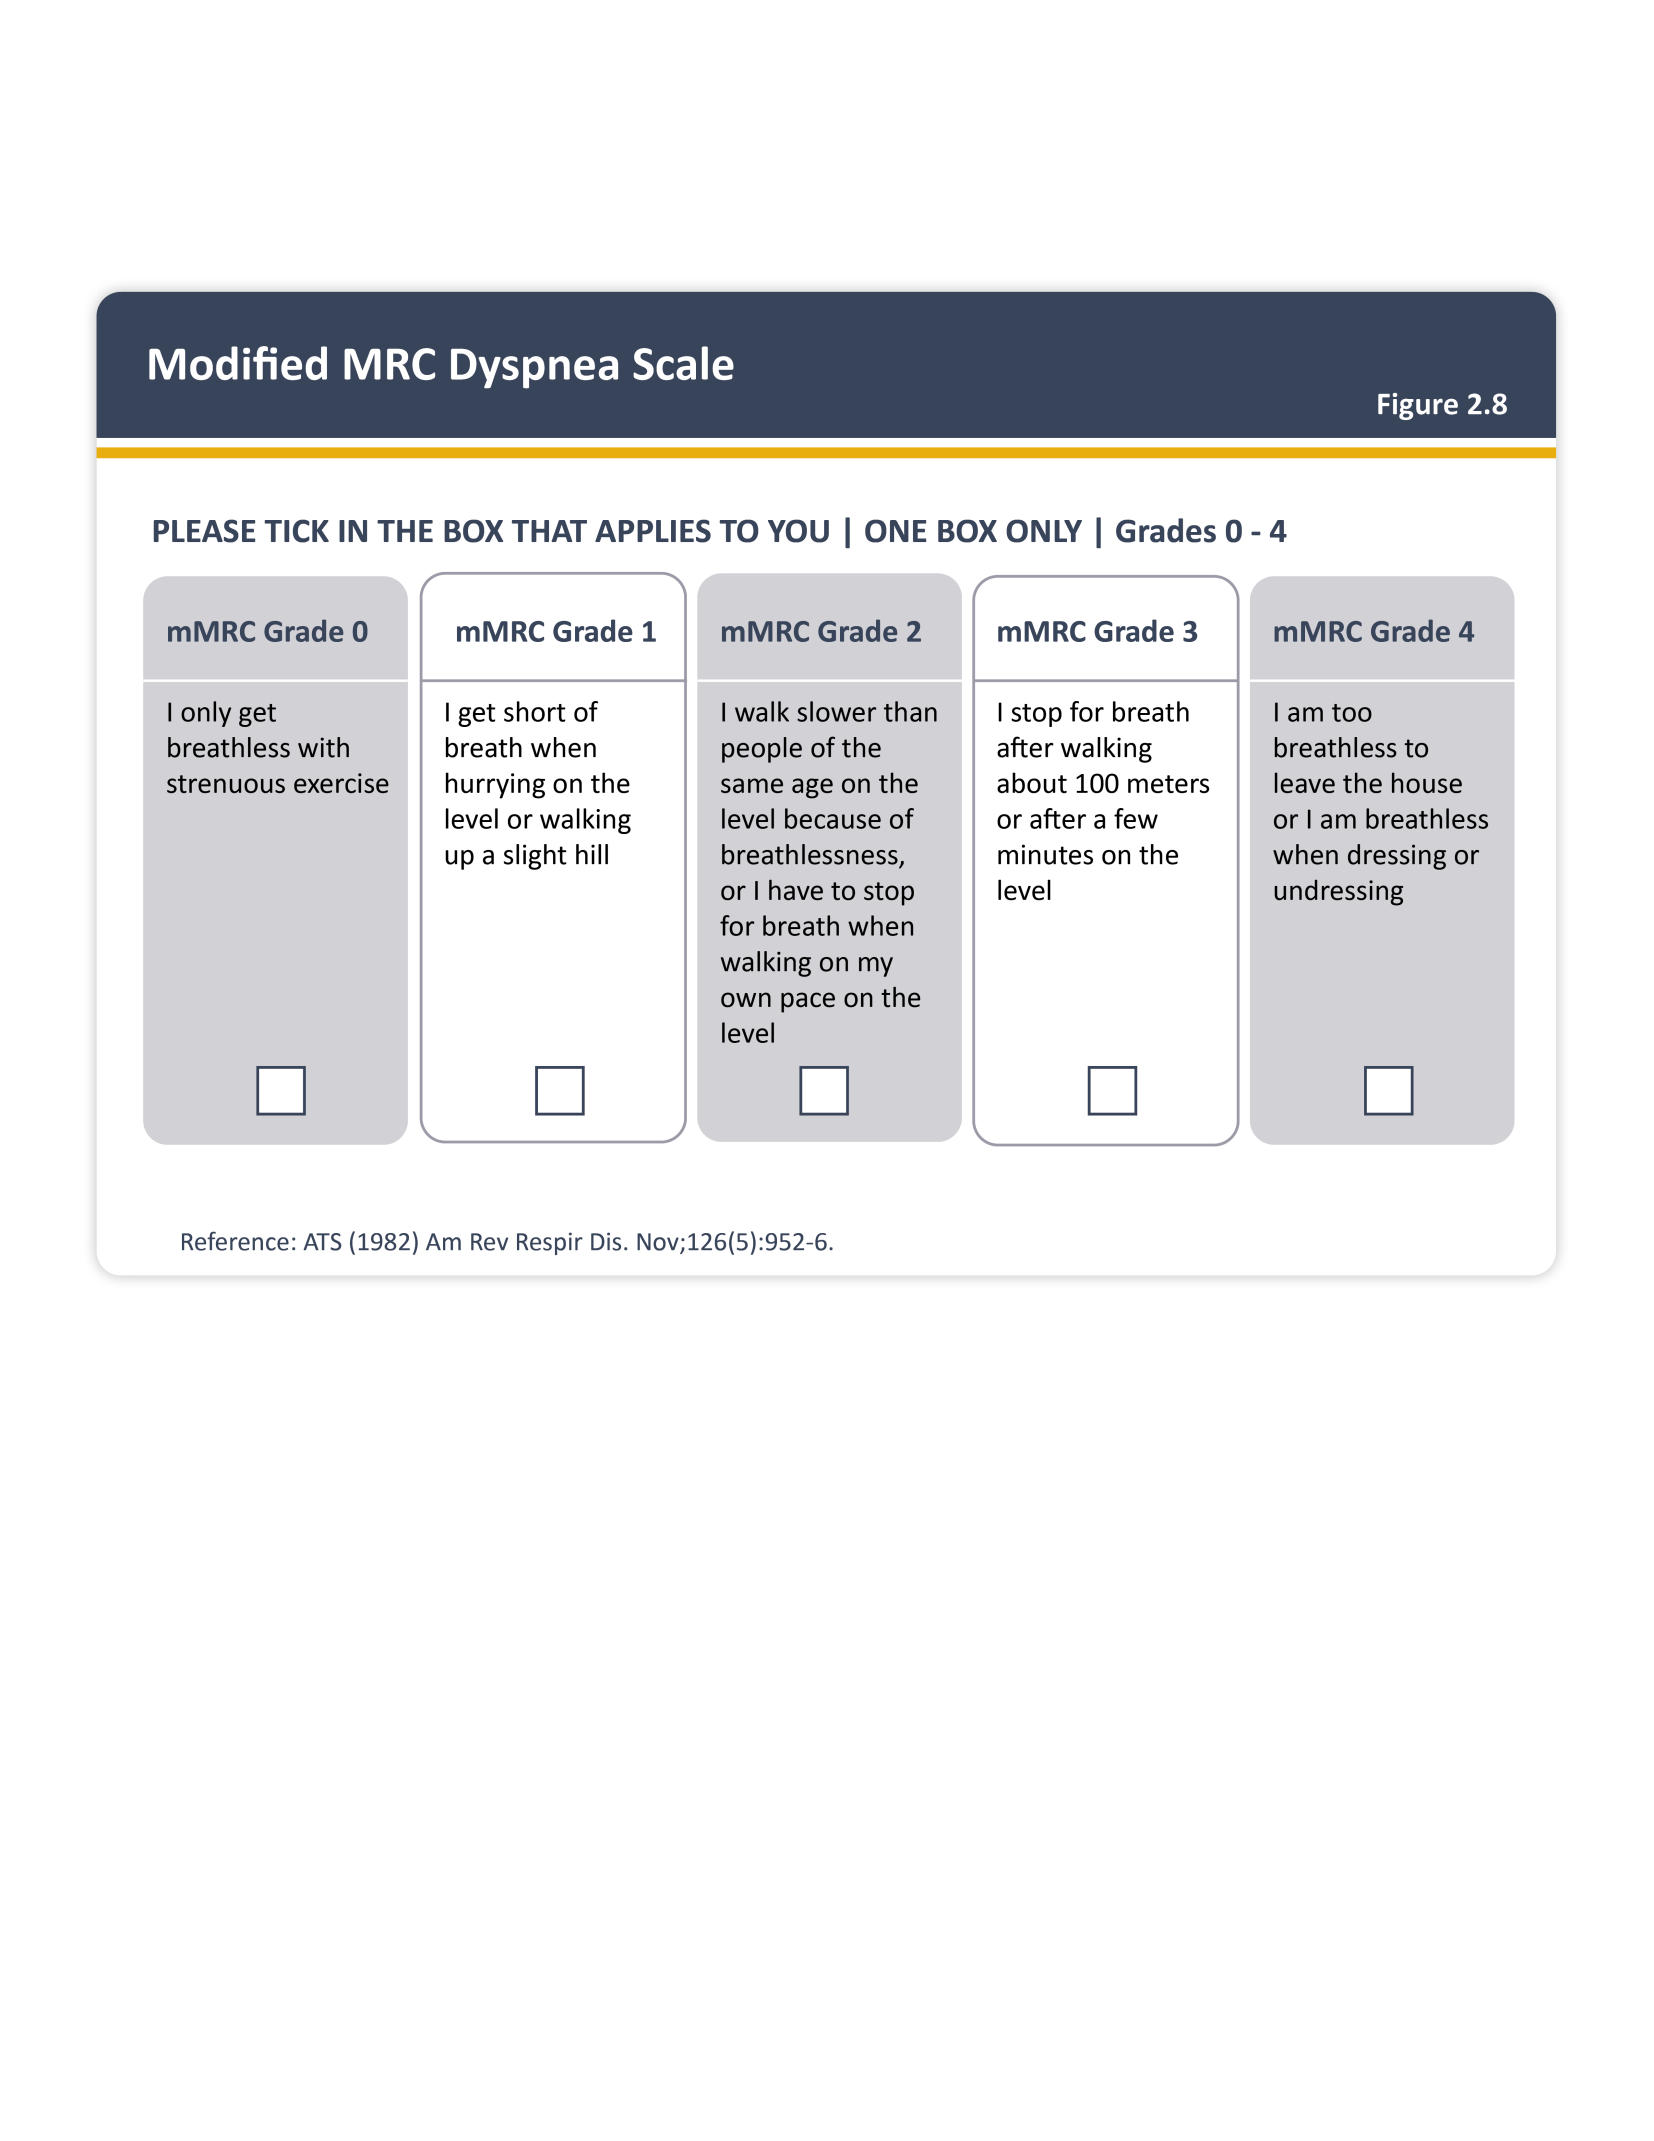 Modified MRC Dyspnea Scale
Figure 2.8
PLEASE TICK IN THE BOX THAT APPLIES TO YOU | ONE BOX ONLY | Grades 0 - 4
mMRC Grade 0
I only get
breathless with
strenuous exercise
mMRC Grade 1
I get short of
breath when
hurrying on the
level or walking
up a slight hill
mMRC Grade 2
I walk slower than
people of the
same age on the
level because of
breathlessness,
or I have to stop
for breath when
walking on my
own pace on the
level
mMRC Grade 3
I stop for breath
after walking
about 100 meters
or after a few
minutes on the
level
mMRC Grade 4
I am too
breathless to
leave the house
or I am breathless
when dressing or
undressing
Reference: ATS (1982) Am Rev Respir Dis. Nov;126(5):952-6.